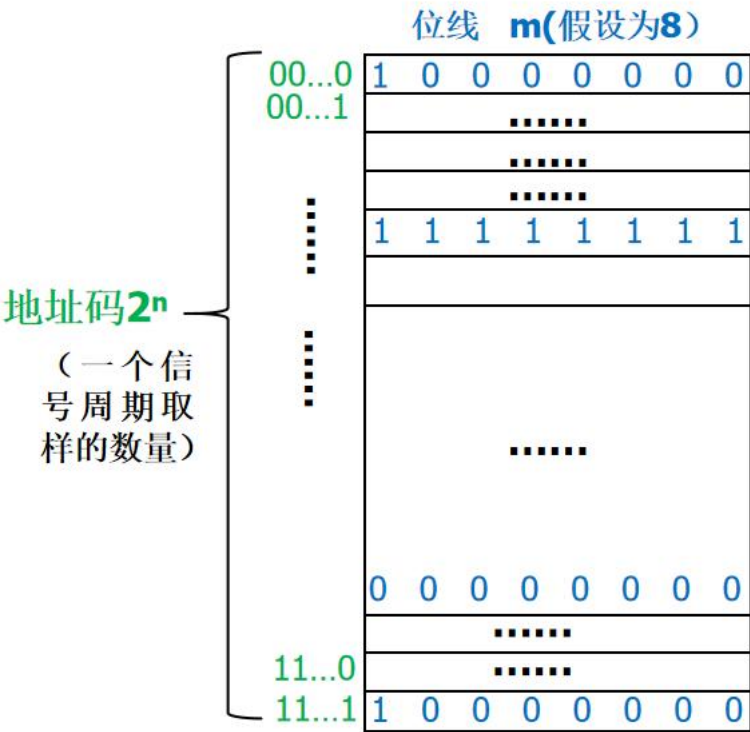 位线 m(假设为8）
00...0 1 0 0 0 0 0 0 0
00...1 ......
......
......
......
1 1 1 1 1 1 1 1
地址码2ⁿ
（一个信
号周期取
样的数量）
......
......
0 0 0 0 0 0 0 0
......
11...0 ......
11...1 1 0 0 0 0 0 0 0